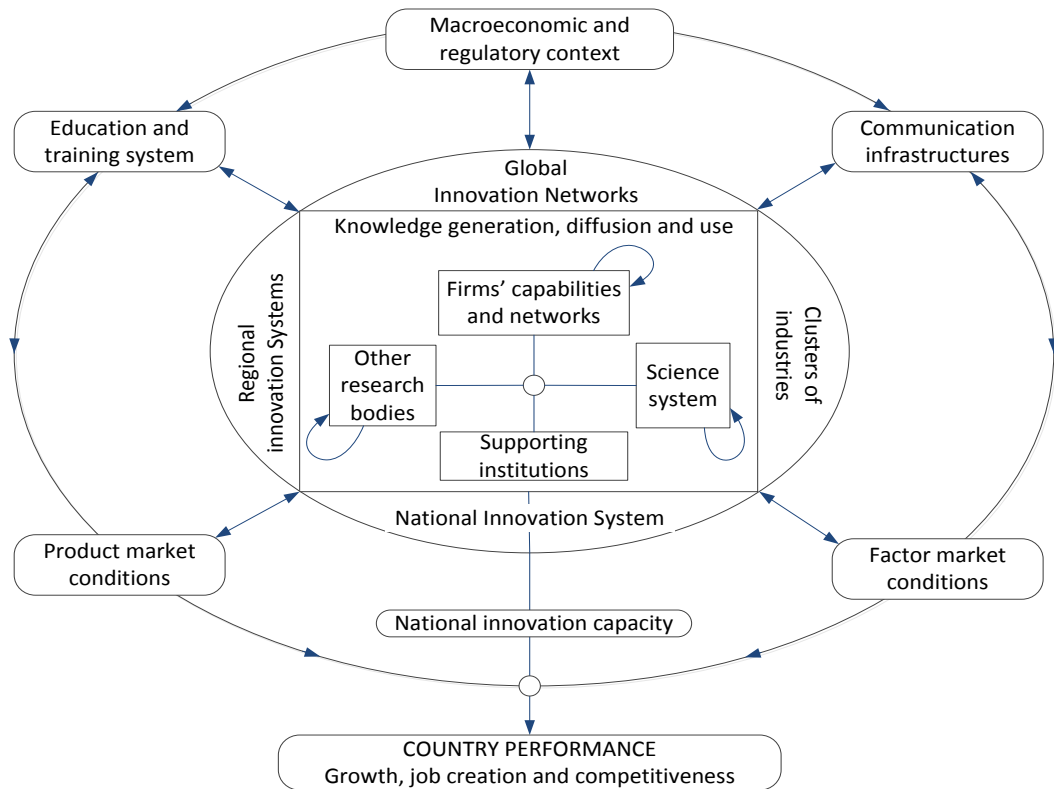 Macroeconomic and
regulatory context
Education and
training system
Communication
infrastructures
Global
Innovation Networks
Knowledge generation, diffusion and use
Firms’ capabilities
and networks
Regional
innovation Systems
Other
research
bodies
Science
system
Clusters of
industries
Supporting
institutions
National Innovation System
Product market
conditions
Factor market
conditions
National innovation capacity
COUNTRY PERFORMANCE
Growth, job creation and competitiveness